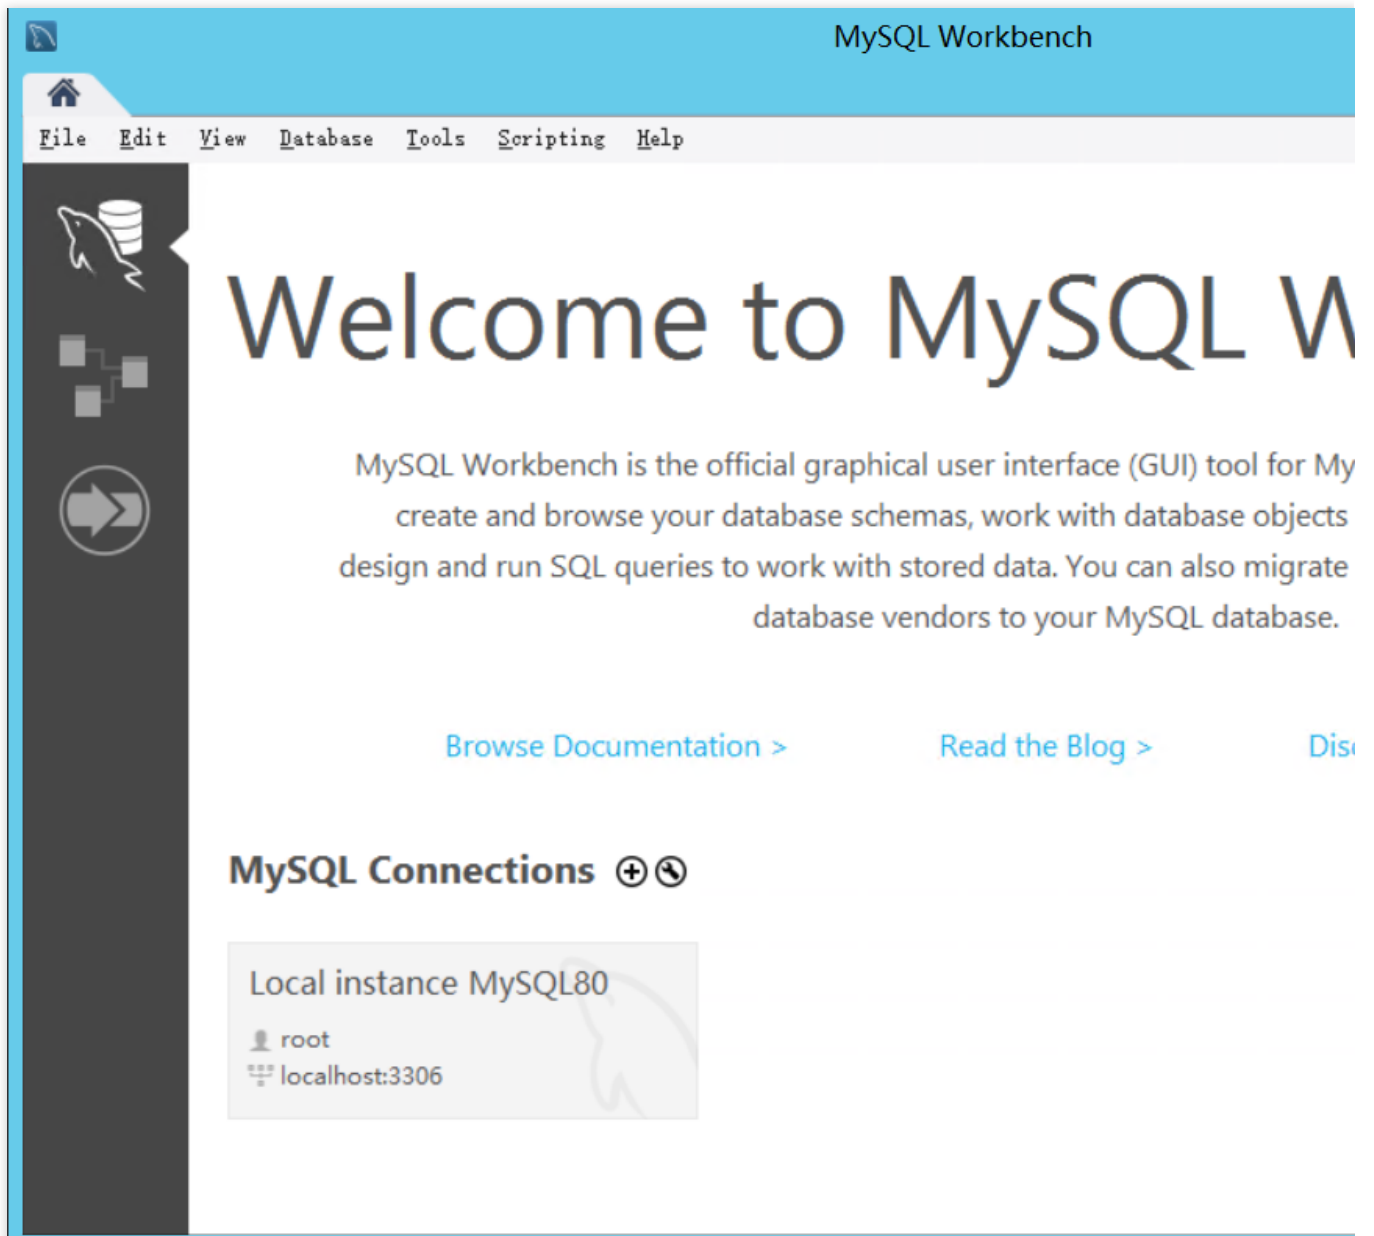 MySQL Workbench
File Edit View Database Tools Scripting Help
Welcome to MySQL
MySQL Workbench is the official graphical user interface (GUI) tool for My
create and browse your database schemas, work with database objects
design and run SQL queries to work with stored data. You can also migrate
database vendors to your MySQL database.
Browse Documentation > Read the Blog >
MySQL Connections
Local instance MySQL80
root
localhost:3306